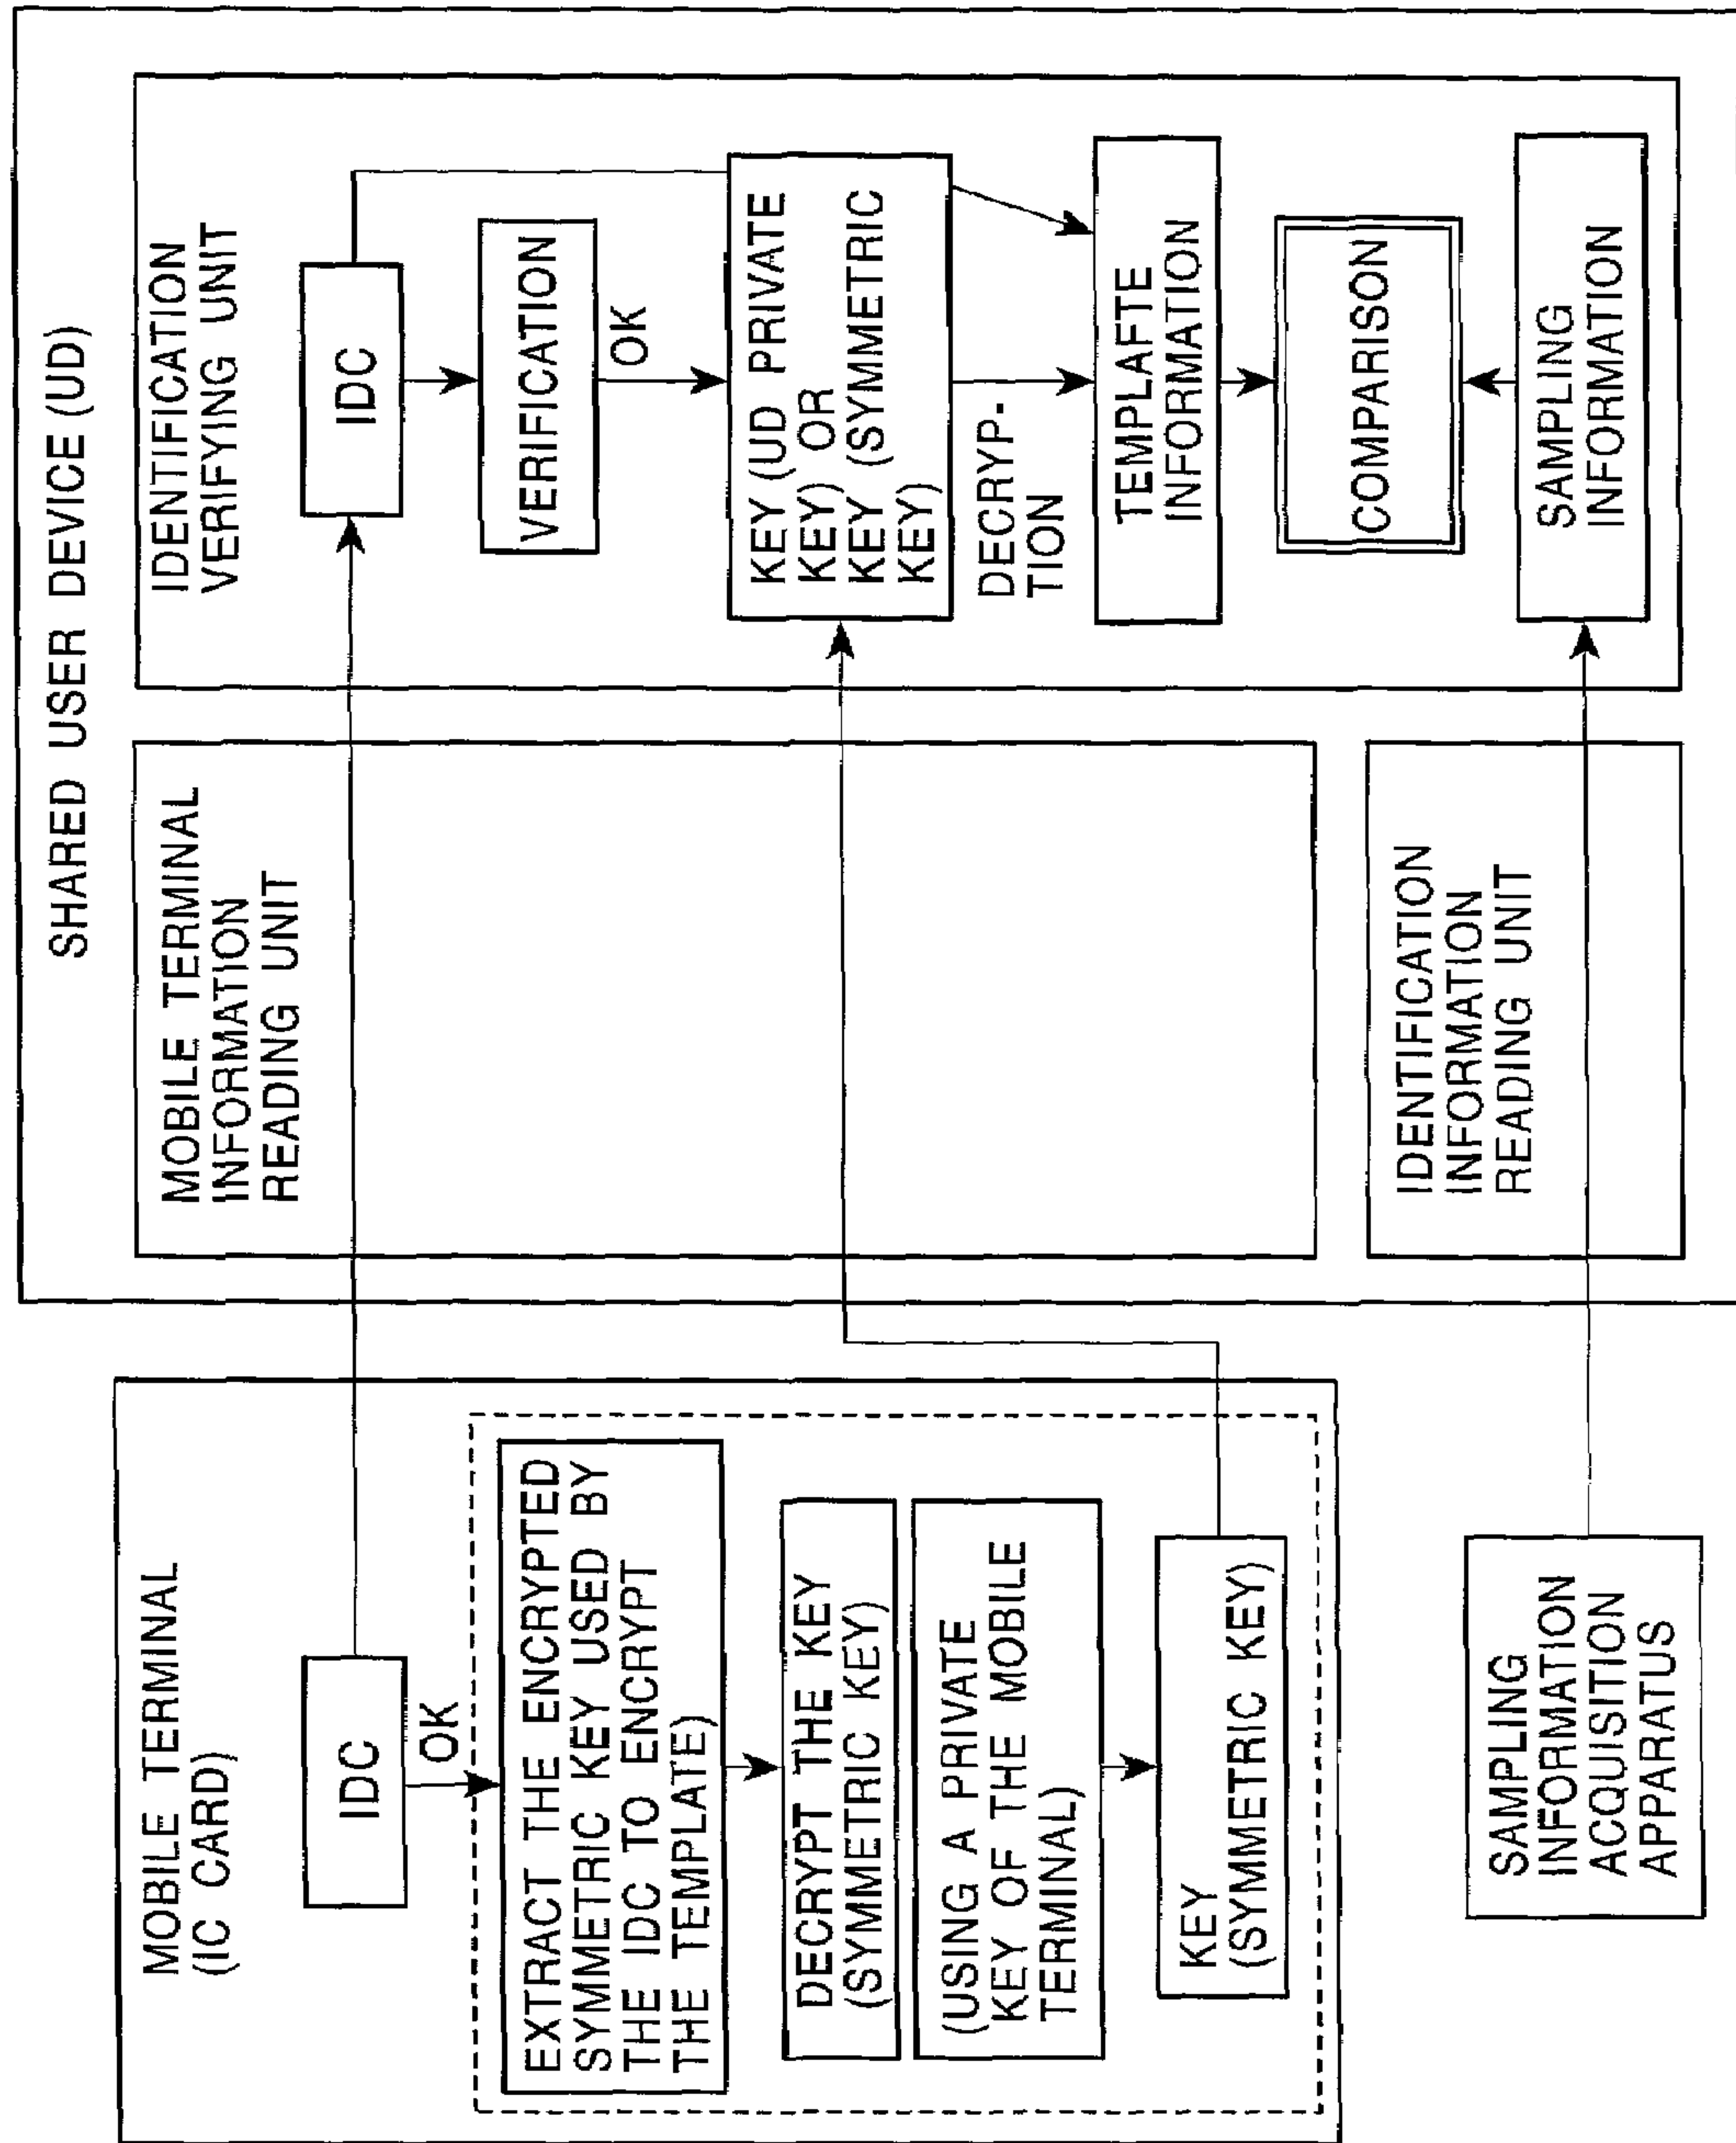 SHARED USER DEVICE (UD)
MOBILE TERMINAL
(IC CARD)
IDC
OK
EXTRACT THE ENCRYPTED
SYMMETRIC KEY USED BY
THE IDC TO ENCRYPT
THE TEMPLATE)
DECRYPT THE KEY
(SYMMETRIC KEY)
(USING A PRIVATE
KEY OF THE MOBILE
TERMINAL)
KEY
(SYMMETRIC KEY)
SAMPLING
INFORMATION
ACQUISITION
APPARATUS
MOBILE TERMINAL
INFORMATION
READING UNIT
IDENTIFICATION
INFORMATION
READING UNIT
IDENTIFICATION
VERIFYING UNIT
IDC
VERIFICATION
OK
KEY (UD PRIVATE
KEY) OR
KEY (SYMMETRIC
KEY)
DECRYP-
TION
TEMPLAFTE
INFORMATION
COMPARISON
SAMPLING
INFORMATION